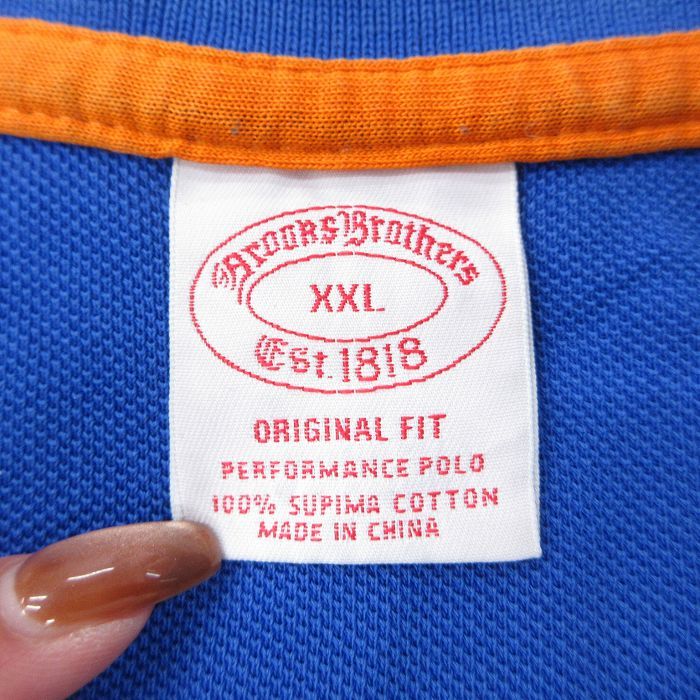 Brooks Brothers
XXL
Est. 1818
ORIGINAL FIT
PERFORMANCE POLO
100% SUPIMA COTTON
MADE IN CHINA